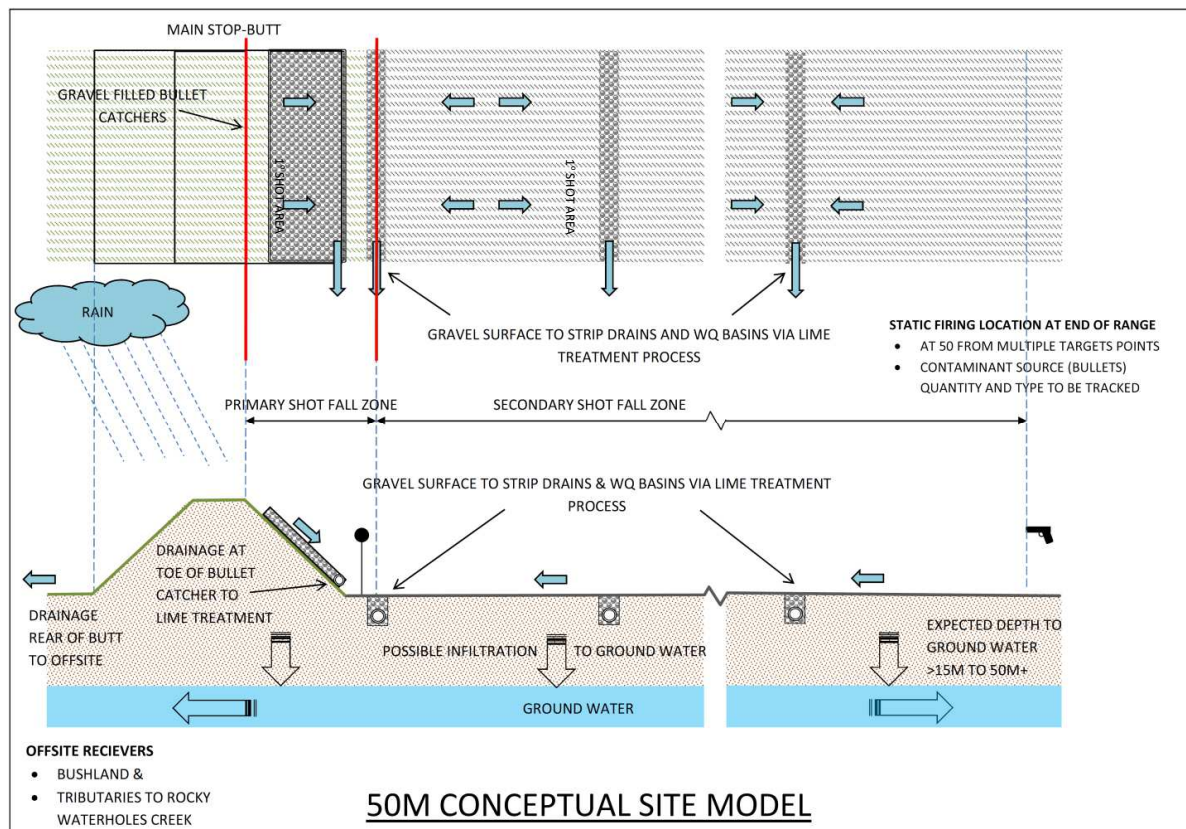 MAIN STOP-BUTT
GRAVEL FILLED BULLET
CATCHERS
1° SHOT AREA
1° SHOT AREA
RAIN
GRAVEL SURFACE TO STRIP DRAINS AND WQ BASINS VIA LIME
TREATMENT PROCESS
STATIC FIRING LOCATION AT END OF RANGE
• AT 50 FROM MULTIPLE TARGETS POINTS
• CONTAMINANT SOURCE (BULLETS)
QUANTITY AND TYPE TO BE TRACKED
PRIMARY SHOT FALL ZONE
SECONDARY SHOT FALL ZONE
GRAVEL SURFACE TO STRIP DRAINS & WQ BASINS VIA LIME TREATMENT
PROCESS
DRAINAGE AT
TOE OF BULLET
CATCHER TO
LIME TREATMENT
DRAINAGE
REAR OF BUTT
TO OFFSITE
POSSIBLE INFILTRATION TO GROUND WATER
EXPECTED DEPTH TO
GROUND WATER
>15M TO 50M+
GROUND WATER
OFFSITE RECIEVERS
• BUSHLAND &
• TRIBUTARIES TO ROCKY
WATERHOLES CREEK
50M CONCEPTUAL SITE MODEL